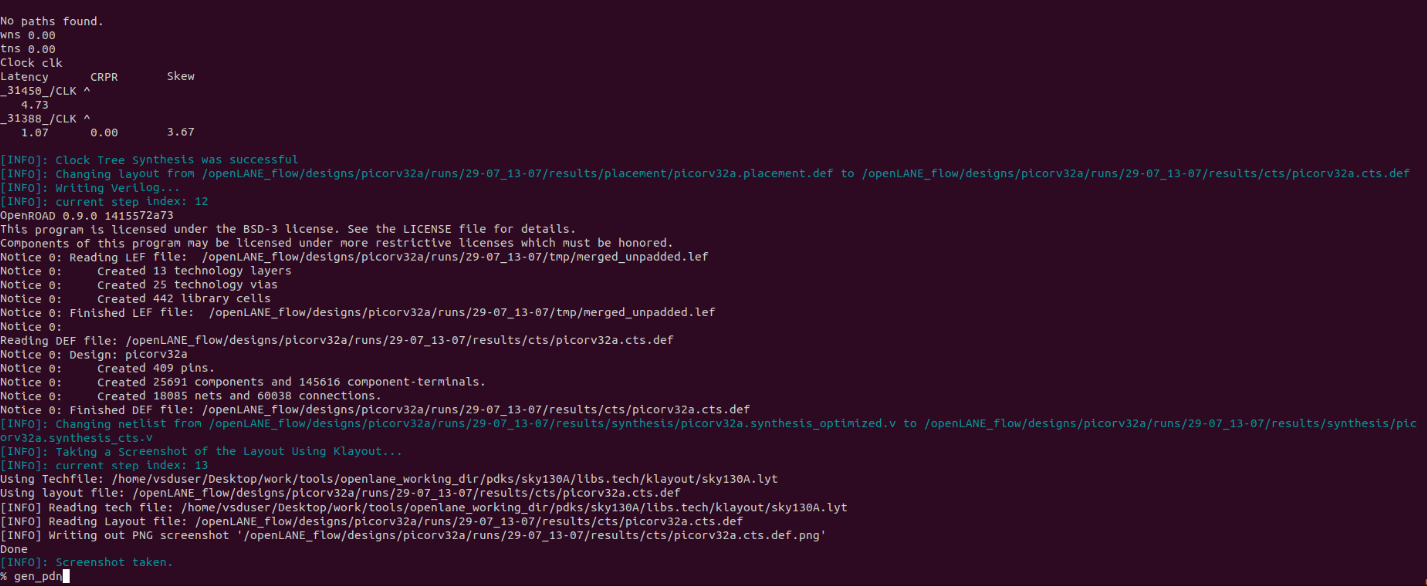 No paths found.
wns 0.00
tns 0.00
Clock clk
Latency      CRPR       Skew
_31450_/CLK ^
   4.73
_31388_/CLK ^
   1.07      0.00       3.67
[INFO]: Clock Tree Synthesis was successful
[INFO]: Changing layout from /openLANE_flow/designs/picorv32a/runs/29-07_13-07/results/placement/picorv32a.placement.def to /openLANE_flow/designs/picorv32a/runs/29-07_13-07/results/cts/picorv32a.cts.def
[INFO]: Writing Verilog...
[INFO]: current step index: 12
OpenROAD 0.9.0 1415572a73
This program is licensed under the BSD-3 license. See the LICENSE file for details.
Components of this program may be licensed under more restrictive licenses which must be honored.
Notice 0: Reading LEF file:  /openLANE_flow/designs/picorv32a/runs/29-07_13-07/tmp/merged_unpadded.lef
Notice 0:     Created 13 technology layers
Notice 0:     Created 25 technology vias
Notice 0:     Created 442 library cells
Notice 0: Finished LEF file:  /openLANE_flow/designs/picorv32a/runs/29-07_13-07/tmp/merged_unpadded.lef
Notice 0:
Reading DEF file: /openLANE_flow/designs/picorv32a/runs/29-07_13-07/results/cts/picorv32a.cts.def
Notice 0: Design: picorv32a
Notice 0:     Created 409 pins.
Notice 0:     Created 25691 components and 145616 component-terminals.
Notice 0:     Created 18085 nets and 60038 connections.
Notice 0: Finished DEF file: /openLANE_flow/designs/picorv32a/runs/29-07_13-07/results/cts/picorv32a.cts.def
[INFO]: Changing netlist from /openLANE_flow/designs/picorv32a/runs/29-07_13-07/results/synthesis/picorv32a.synthesis_optimized.v to /openLANE_flow/designs/picorv32a/runs/29-07_13-07/results/synthesis/pic
orv32a.synthesis_cts.v
[INFO]: Taking a Screenshot of the Layout Using Klayout...
[INFO]: current step index: 13
Using Techfile: /home/vsduser/Desktop/work/tools/openlane_working_dir/pdks/sky130A/libs.tech/klayout/sky130A.lyt
Using layout file: /openLANE_flow/designs/picorv32a/runs/29-07_13-07/results/cts/picorv32a.cts.def
[INFO] Reading tech file: /home/vsduser/Desktop/work/tools/openlane_working_dir/pdks/sky130A/libs.tech/klayout/sky130A.lyt
[INFO] Reading Layout file: /openLANE_flow/designs/picorv32a/runs/29-07_13-07/results/cts/picorv32a.cts.def
[INFO] Writing out PNG screenshot '/openLANE_flow/designs/picorv32a/runs/29-07_13-07/results/cts/picorv32a.cts.def.png'
Done
[INFO]: Screenshot taken.
% gen_pdn